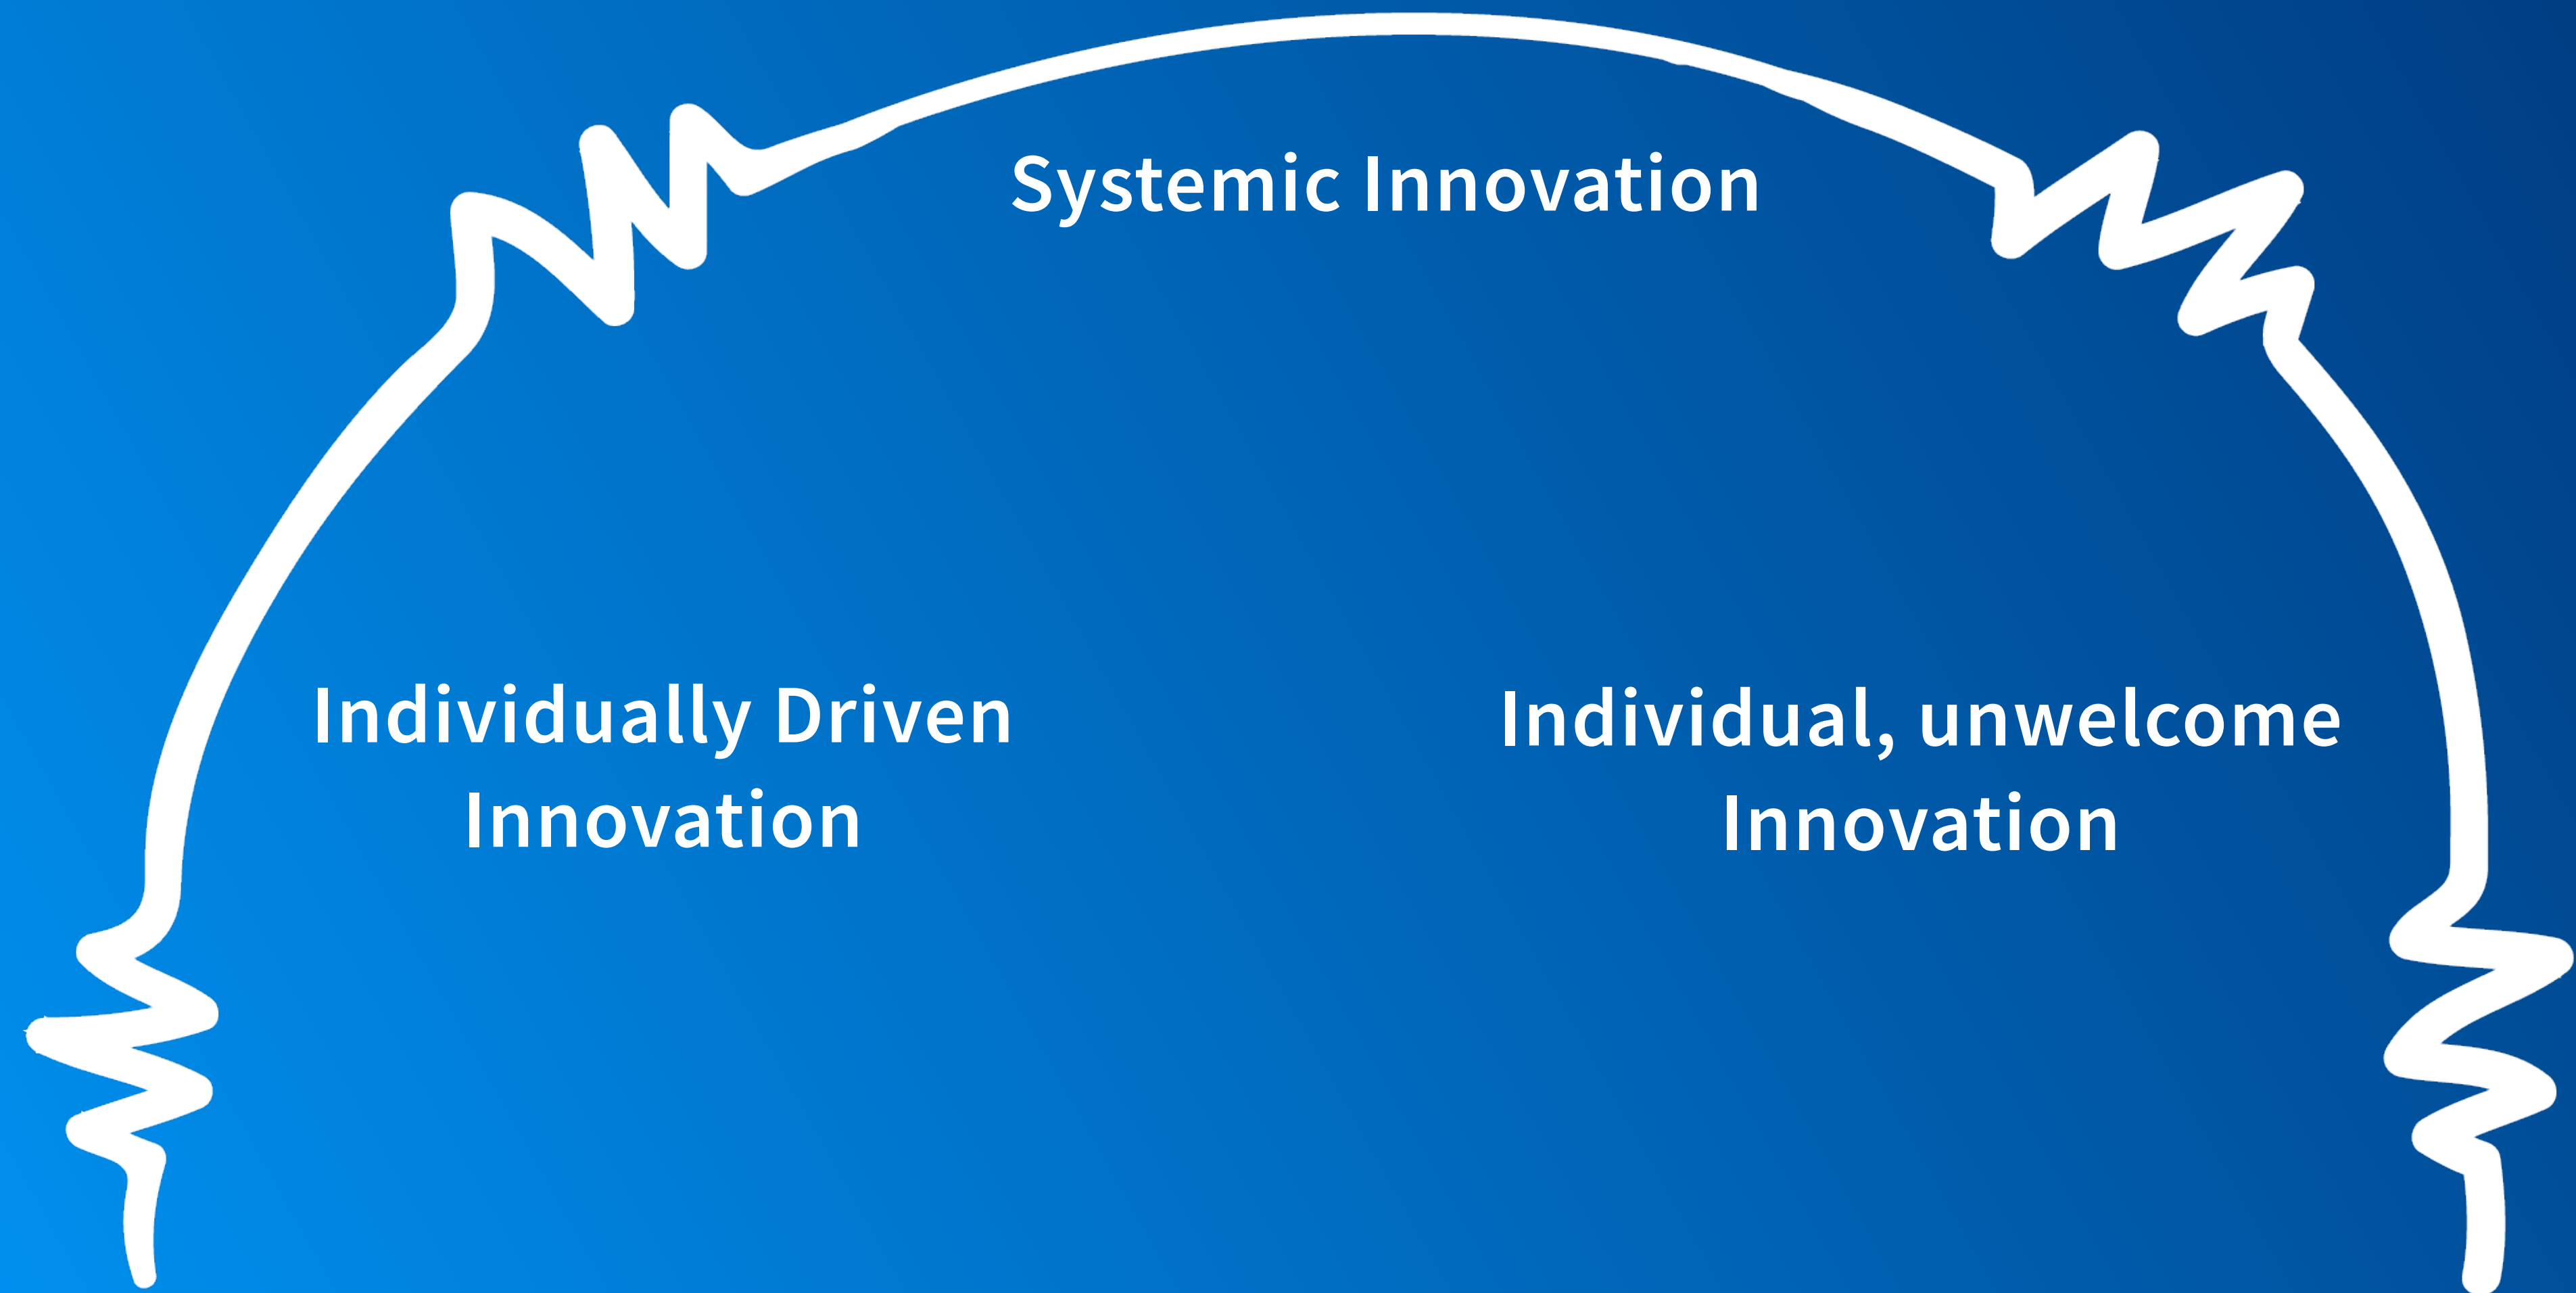 Systemic Innovation
Individually Driven
Innovation
Individual, unwelcome
Innovation